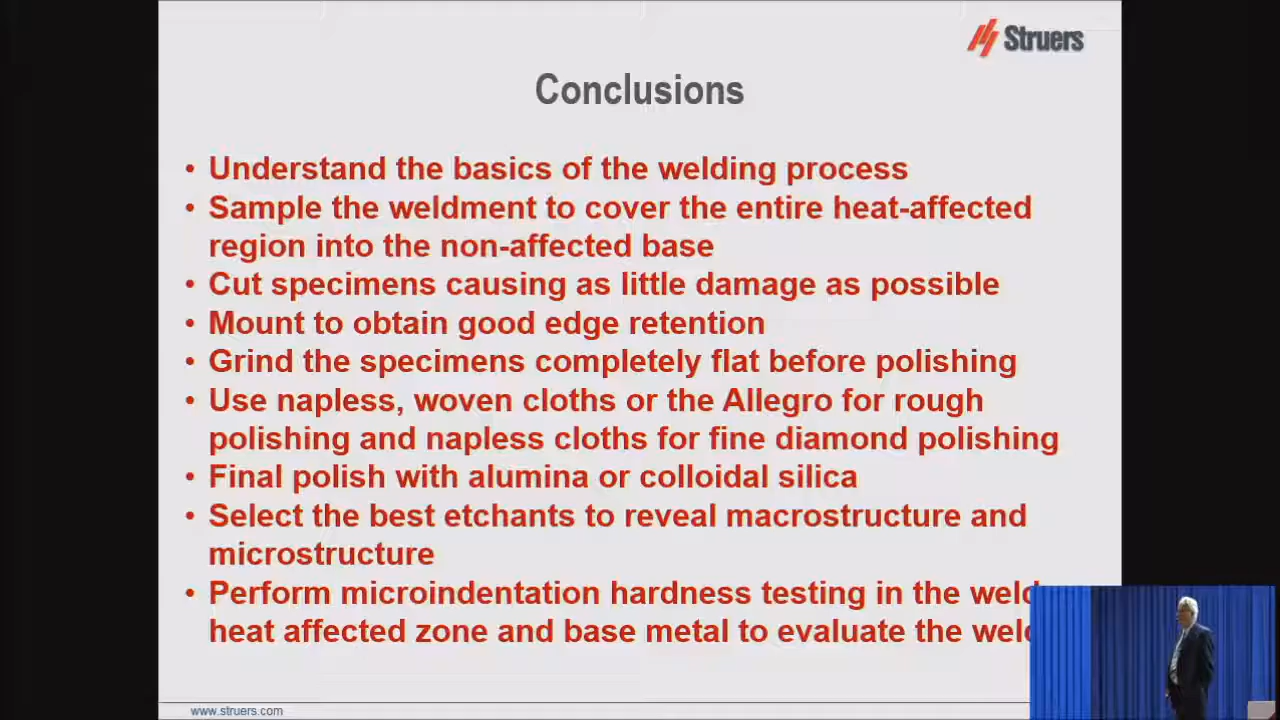 Struers
Conclusions
• Understand the basics of the welding process
• Sample the weldment to cover the entire heat-affected
region into the non-affected base
• Cut specimens causing as little damage as possible
• Mount to obtain good edge retention
• Grind the specimens completely flat before polishing
• Use napless, woven cloths or the Allegro for rough
polishing and napless cloths for fine diamond polishing
• Final polish with alumina or colloidal silica
• Select the best etchants to reveal macrostructure and
microstructure
• Perform microindentation hardness testing in the weld
heat affected zone and base metal to evaluate the weld
www.struers.com